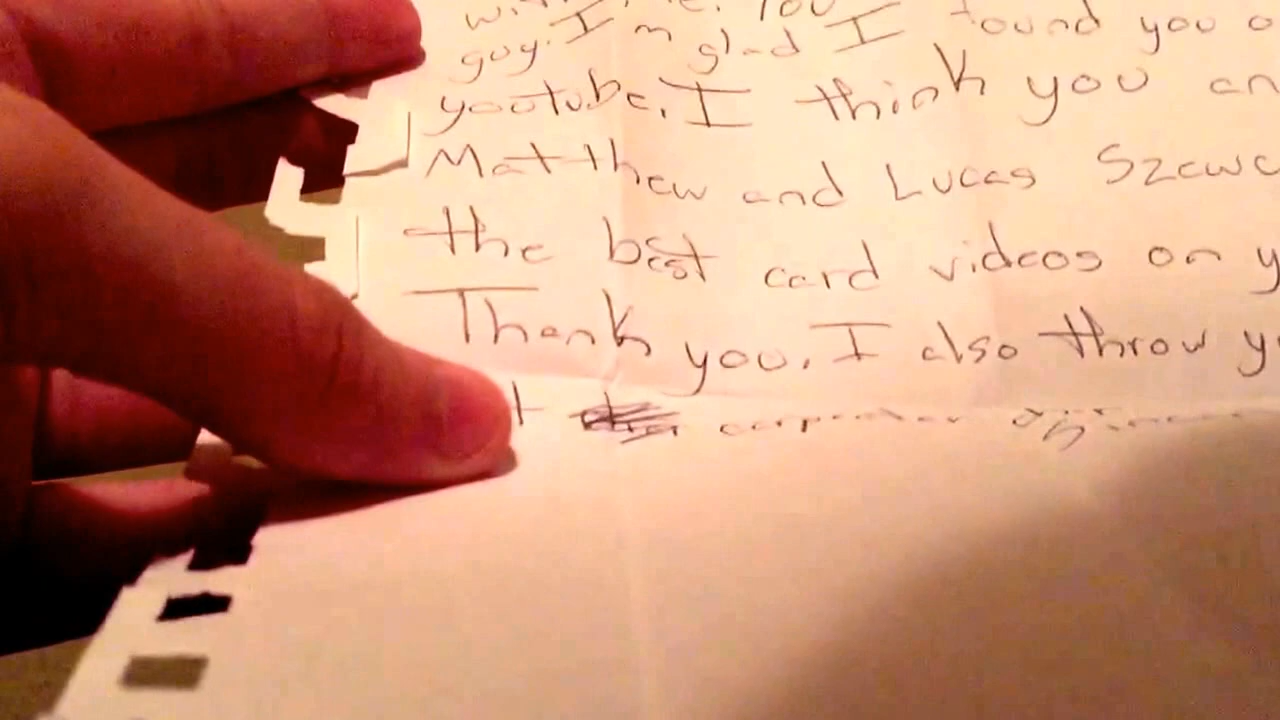 guy. I'm glad I found you o
youtube. I think you an
Matthew and Lucas Szewc
the best card videos on y
Thank you. I also throw y